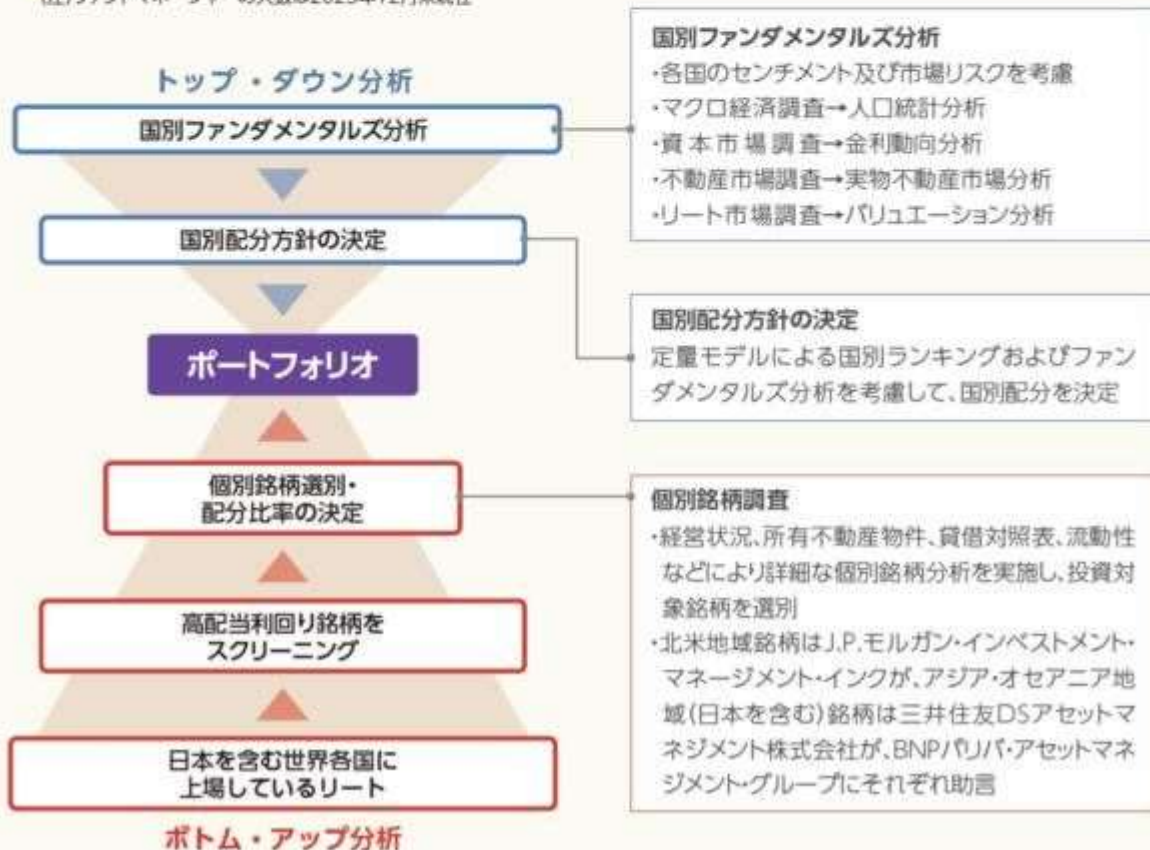 トップ・ダウン分析
国別ファンダメンタルズ分析
国別配分方針の決定
ポートフォリオ
個別銘柄選別・
配分比率の決定
高配当利回り銘柄を
スクリーニング
日本を含む世界各国に
上場しているリート
ボトム・アップ分析
国別ファンダメンタルズ分析
・各国のセンチメント及び市場リスクを考慮
・マクロ経済調査→人口統計分析
・資本市場調査→金利動向分析
・不動産市場調査→実物不動産市場分析
・リート市場調査→バリュエーション分析
国別配分方針の決定
定量モデルによる国別ランキングおよびファン
ダメンタルズ分析を考慮して、国別配分を決定
個別銘柄調査
・経営状況、所有不動産物件、貸借対照表、流動性
などにより詳細な個別銘柄分析を実施し、投資対
象銘柄を選別
・北米地域銘柄はJ.P.モルガン・インベストメント・
マネージメント・インクが、アジア・オセアニア地
域(日本を含む)銘柄は三井住友DSアセットマ
ネジメント株式会社が、BNPパリバ・アセットマネ
ジメント・グループにそれぞれ助言